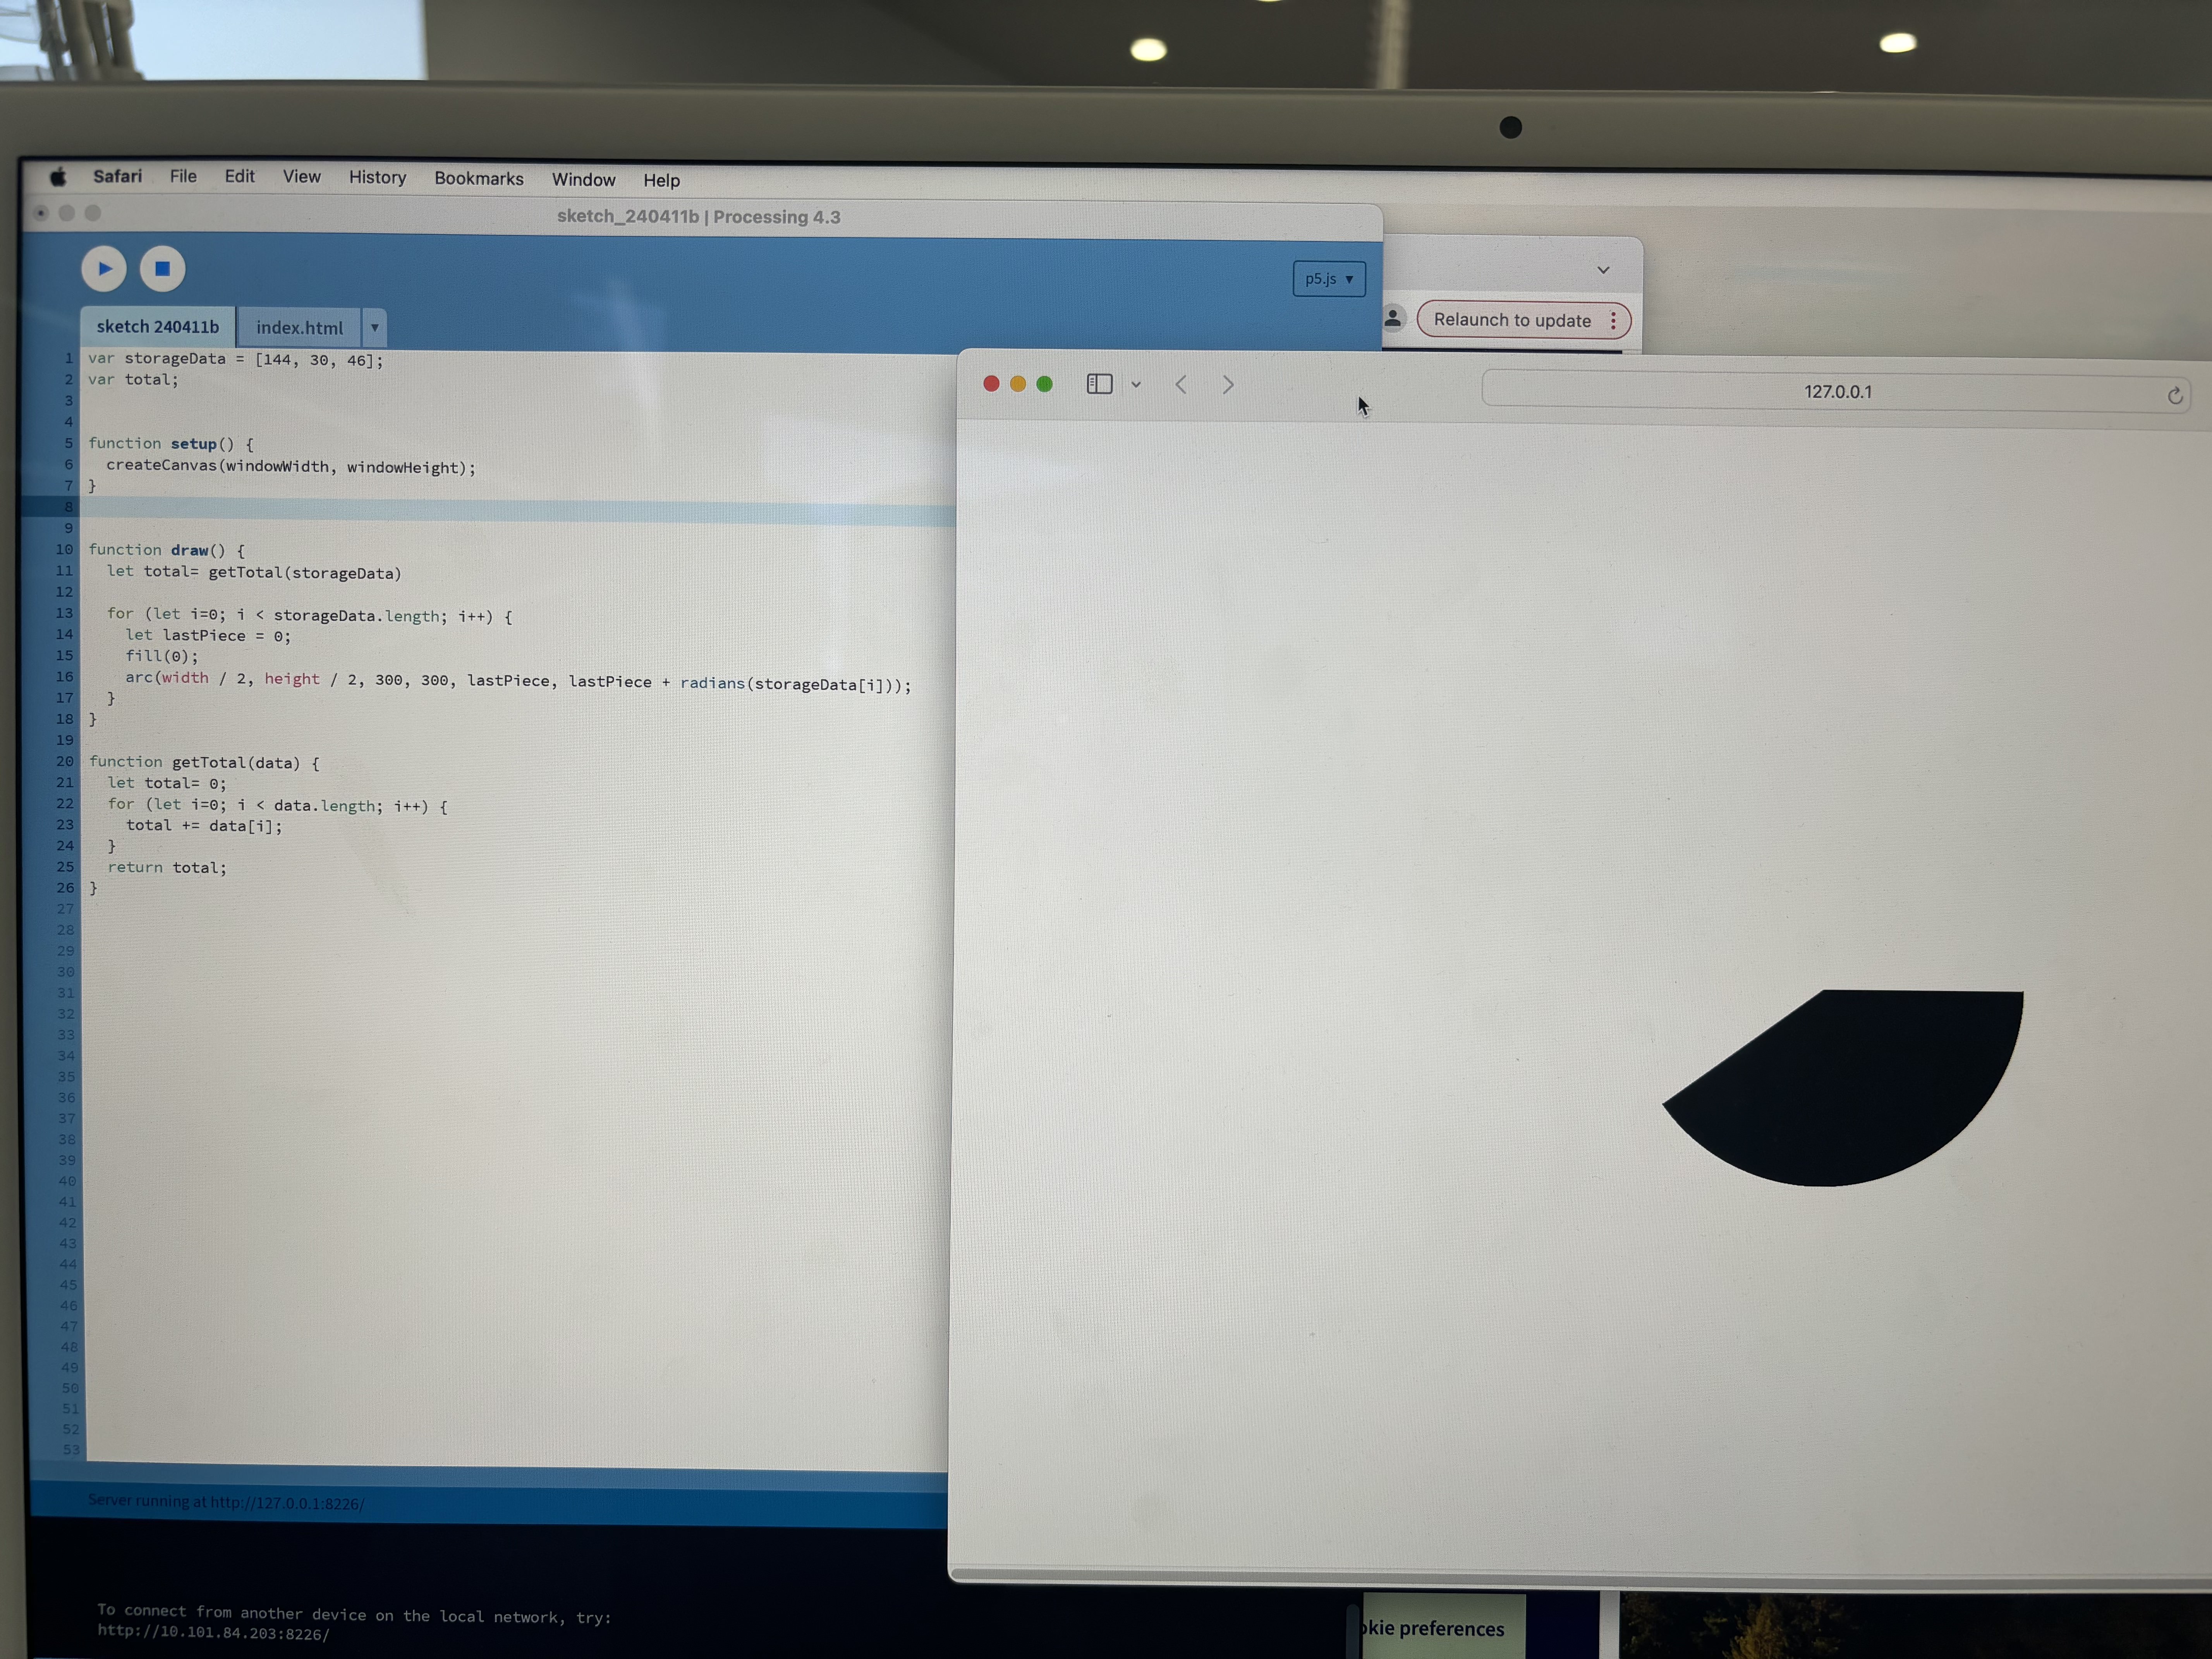 Safari File Edit View History Bookmarks Window Help
sketch_240411b | Processing 4.3
p5.js
sketch 240411b index.html
Relaunch to update
127.0.0.1
1 var storageData = [144, 30, 46];
2 var total;
3
4
5 function setup() {
6 createCanvas(windowWidth, windowHeight);
7 }
8
9
10 function draw() {
11 let total= getTotal(storageData)
12
13 for (let i=0; i < storageData.length; i++) {
14 let lastPiece = 0;
15 fill(0);
16 arc(width / 2, height / 2, 300, 300, lastPiece, lastPiece + radians(storageData[i]));
17 }
18 }
19
20 function getTotal(data) {
21 let total= 0;
22 for (let i=0; i < data.length; i++) {
23 total += data[i];
24 }
25 return total;
26 }
27
28
29
30
31
32
33
34
35
36
37
38
39
40
41
42
43
44
45
46
47
48
49
50
51
52
53
Server running at http://127.0.0.1:8226/
To connect from another device on the local network, try:
http://10.101.84.203:8226/
okie preferences